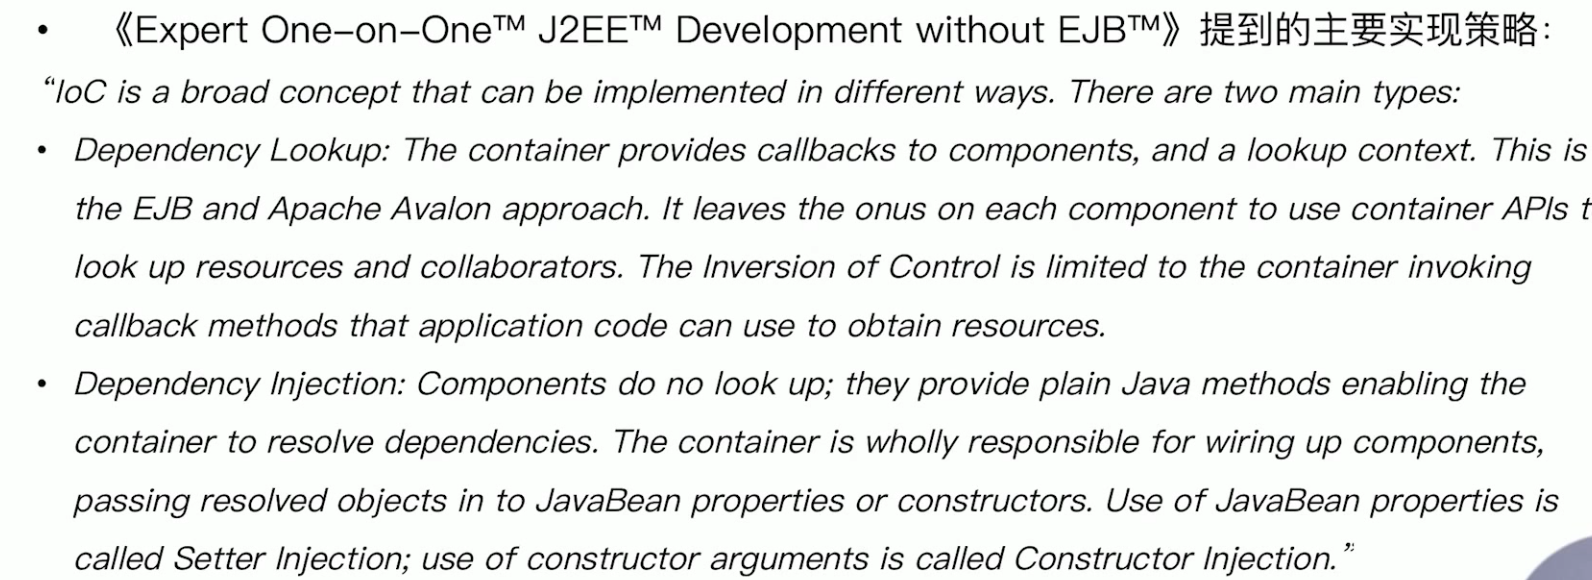 • 《Expert One–on–One™ J2EE™ Development without EJB™》提到的主要实现策略：
“IoC is a broad concept that can be implemented in different ways. There are two main types:
• Dependency Lookup: The container provides callbacks to components, and a lookup context. This is
the EJB and Apache Avalon approach. It leaves the onus on each component to use container APIs t
look up resources and collaborators. The Inversion of Control is limited to the container invoking
callback methods that application code can use to obtain resources.
• Dependency Injection: Components do no look up; they provide plain Java methods enabling the
container to resolve dependencies. The container is wholly responsible for wiring up components,
passing resolved objects in to JavaBean properties or constructors. Use of JavaBean properties is
called Setter Injection; use of constructor arguments is called Constructor Injection.”